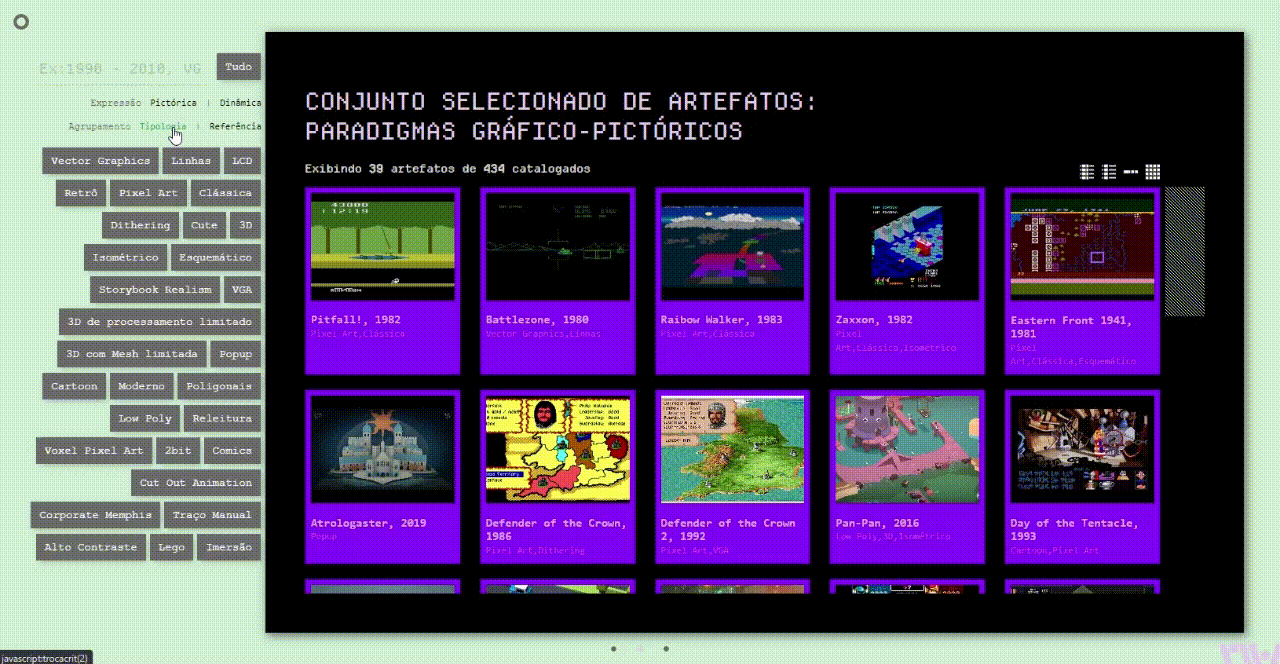 Ex:1990 - 2010, VG
Tudo
Expressão Pictórica | Dinâmica
Agrupamento Tipologia | Referência
Vector Graphics Linhas LCD
Retrô Pixel Art Clássica
Dithering Cute 3D
Isométrico Esquemático
Storybook Realism VGA
3D de processamento limitado
3D com Mesh limitada Popup
Cartoon Moderno Poligonais
Low Poly Releitura
Voxel Pixel Art 2bit Comics
Cut Out Animation
Corporate Memphis Traço Manual
Alto Contraste Lego Imersão
CONJUNTO SELECIONADO DE ARTEFATOS:
PARADIGMAS GRÁFICO-PICTÓRICOS
Exibindo 39 artefatos de 434 catalogados
Pitfall!, 1982
Pixel Art,Clássica
Battlezone, 1980
Vector Graphics,Linhas
Raibow Walker, 1983
Pixel Art,Clássica
Zaxxon, 1982
Pixel
Art,Clássica,Isométrico
Eastern Front 1941,
1981
Pixel
Art,Clássica,Esquemático
Atrologaster, 2019
Popup
Defender of the Crown,
1986
Pixel Art,Dithering
Defender of the Crown
2, 1992
Pixel Art,VGA
Pan-Pan, 2016
Low Poly,3D,Isométrico
Day of the Tentacle,
1993
Cartoon,Pixel Art
javascript:trocacrit(2)